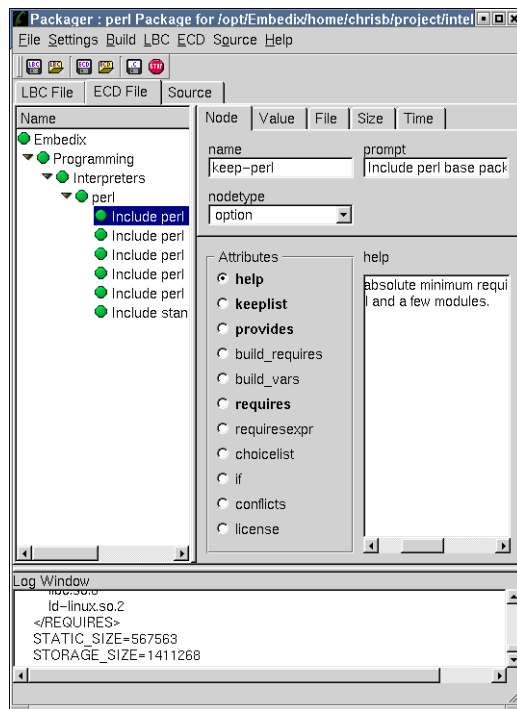 Packager : perl Package for /opt/Embedix/home/chrisb/project/intel
File Settings Build LBC ECD Source Help
LBC File ECD File Source
Name
Embedix
Programming
Interpreters
perl
Include perl
Include perl
Include perl
Include perl
Include perl
Include stan
Node Value File Size Time
name prompt
keep-perl Include perl base pack
nodetype
option
Attributes
help
keeplist
provides
build_requires
build_vars
requires
requiresexpr
choicelist
if
conflicts
license
help
absolute minimum requi
l and a few modules.
Log Window
libc.so.6
ld-linux.so.2
</REQUIRES>
STATIC_SIZE=567563
STORAGE_SIZE=1411268